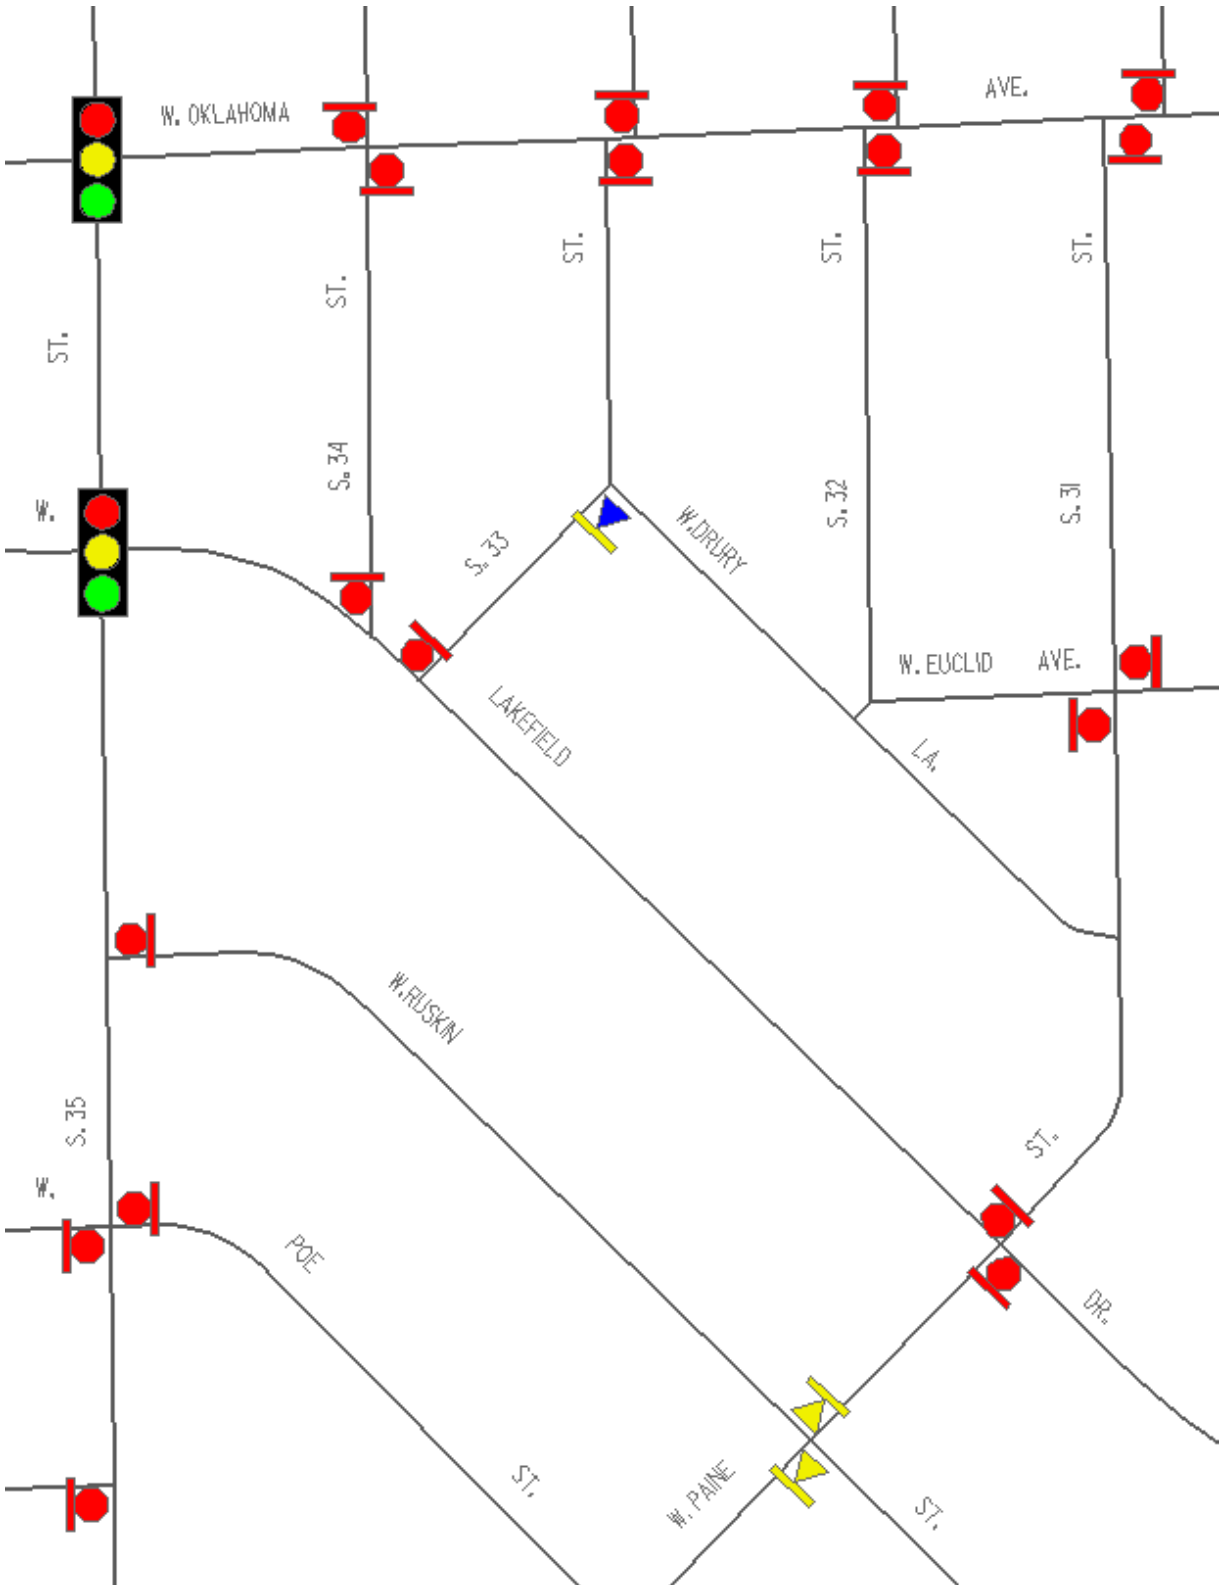 W. OKLAHOMA AVE.
ST.
ST.
ST.
ST.
ST.
S. 34
S. 33
W. DRURY
S. 32
S. 31
W.
W. EUCLID AVE.
LAKEFIELD
LA.
W. RUSKIN
S. 35
ST.
W.
POE
DR.
ST.
W. PAINE
ST.